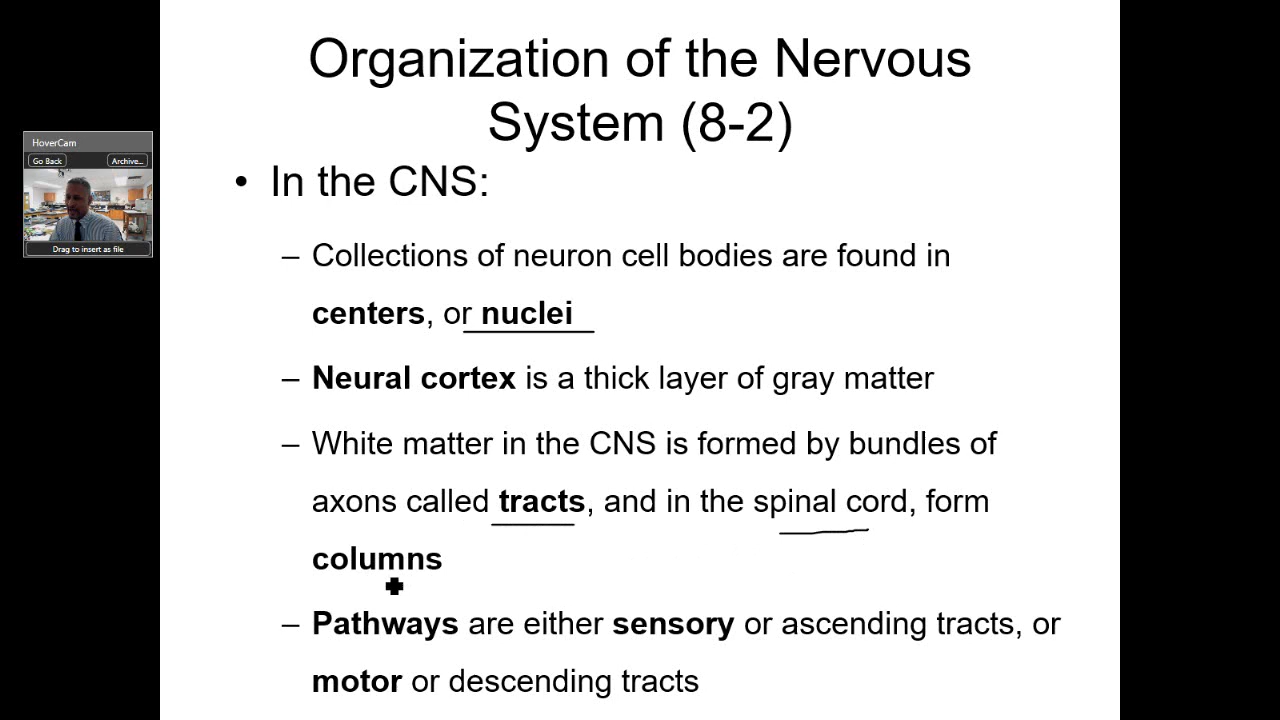 Organization of the Nervous
System (8-2)
HoverCam
Go Back
Archive...
Drag to insert as file
• In the CNS:
– Collections of neuron cell bodies are found in
centers, or nuclei
– Neural cortex is a thick layer of gray matter
– White matter in the CNS is formed by bundles of
axons called tracts, and in the spinal cord, form
columns
– Pathways are either sensory or ascending tracts, or
motor or descending tracts